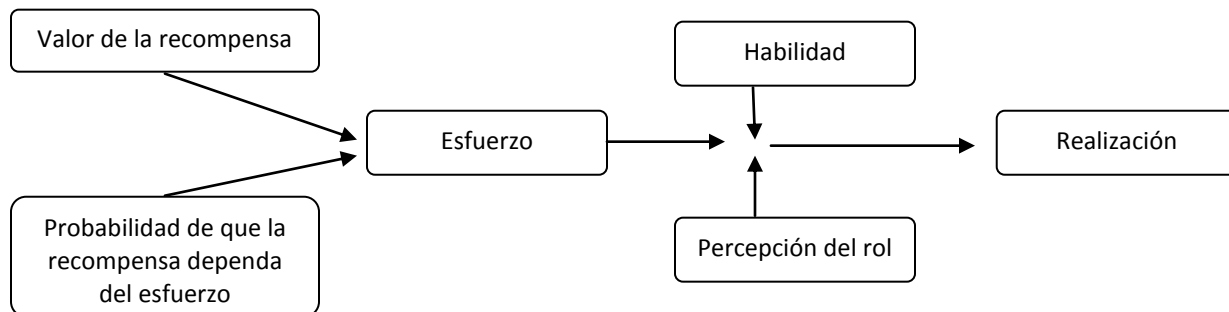 Valor de la recompensa
Habilidad
Esfuerzo
Realización
Probabilidad de que la
recompensa dependa
del esfuerzo
Percepción del rol